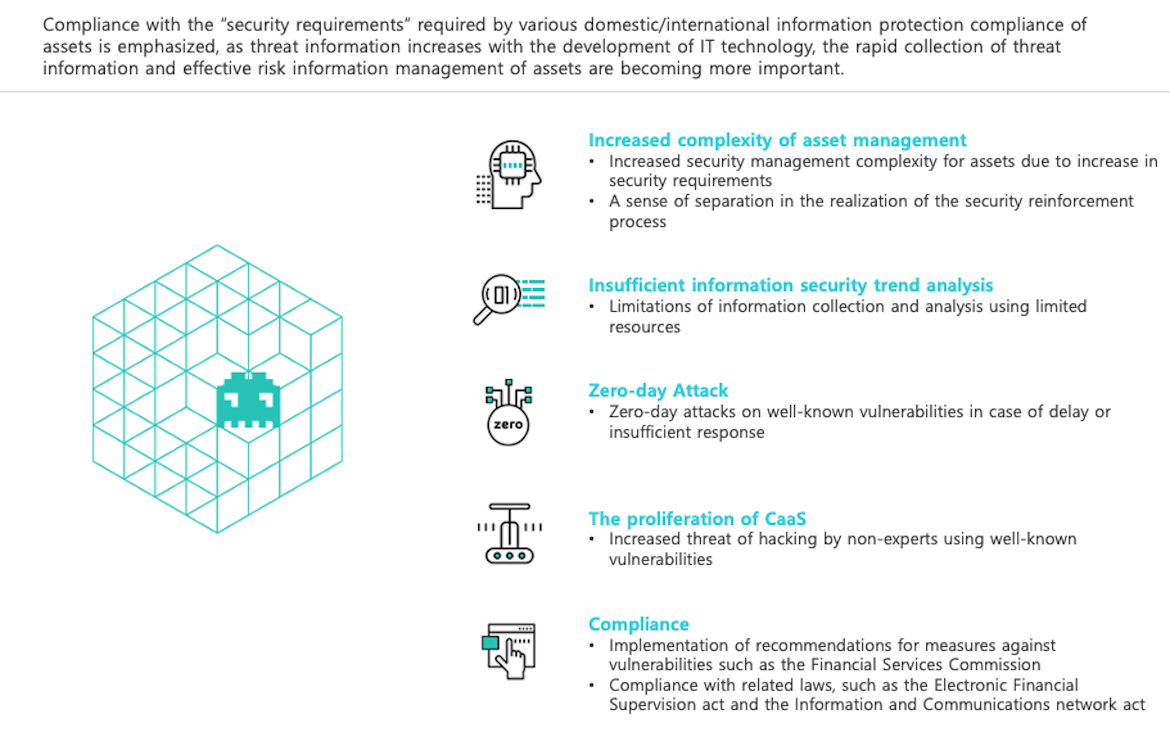 Compliance with the “security requirements” required by various domestic/international information protection compliance of
assets is emphasized, as threat information increases with the development of IT technology, the rapid collection of threat
information and effective risk information management of assets are becoming more important.
Increased complexity of asset management
• Increased security management complexity for assets due to increase in
security requirements
• A sense of separation in the realization of the security reinforcement
process
Insufficient information security trend analysis
• Limitations of information collection and analysis using limited
resources
Zero-day Attack
• Zero-day attacks on well-known vulnerabilities in case of delay or
insufficient response
zero
The proliferation of CaaS
• Increased threat of hacking by non-experts using well-known
vulnerabilities
Compliance
• Implementation of recommendations for measures against
vulnerabilities such as the Financial Services Commission
• Compliance with related laws, such as the Electronic Financial
Supervision act and the Information and Communications network act